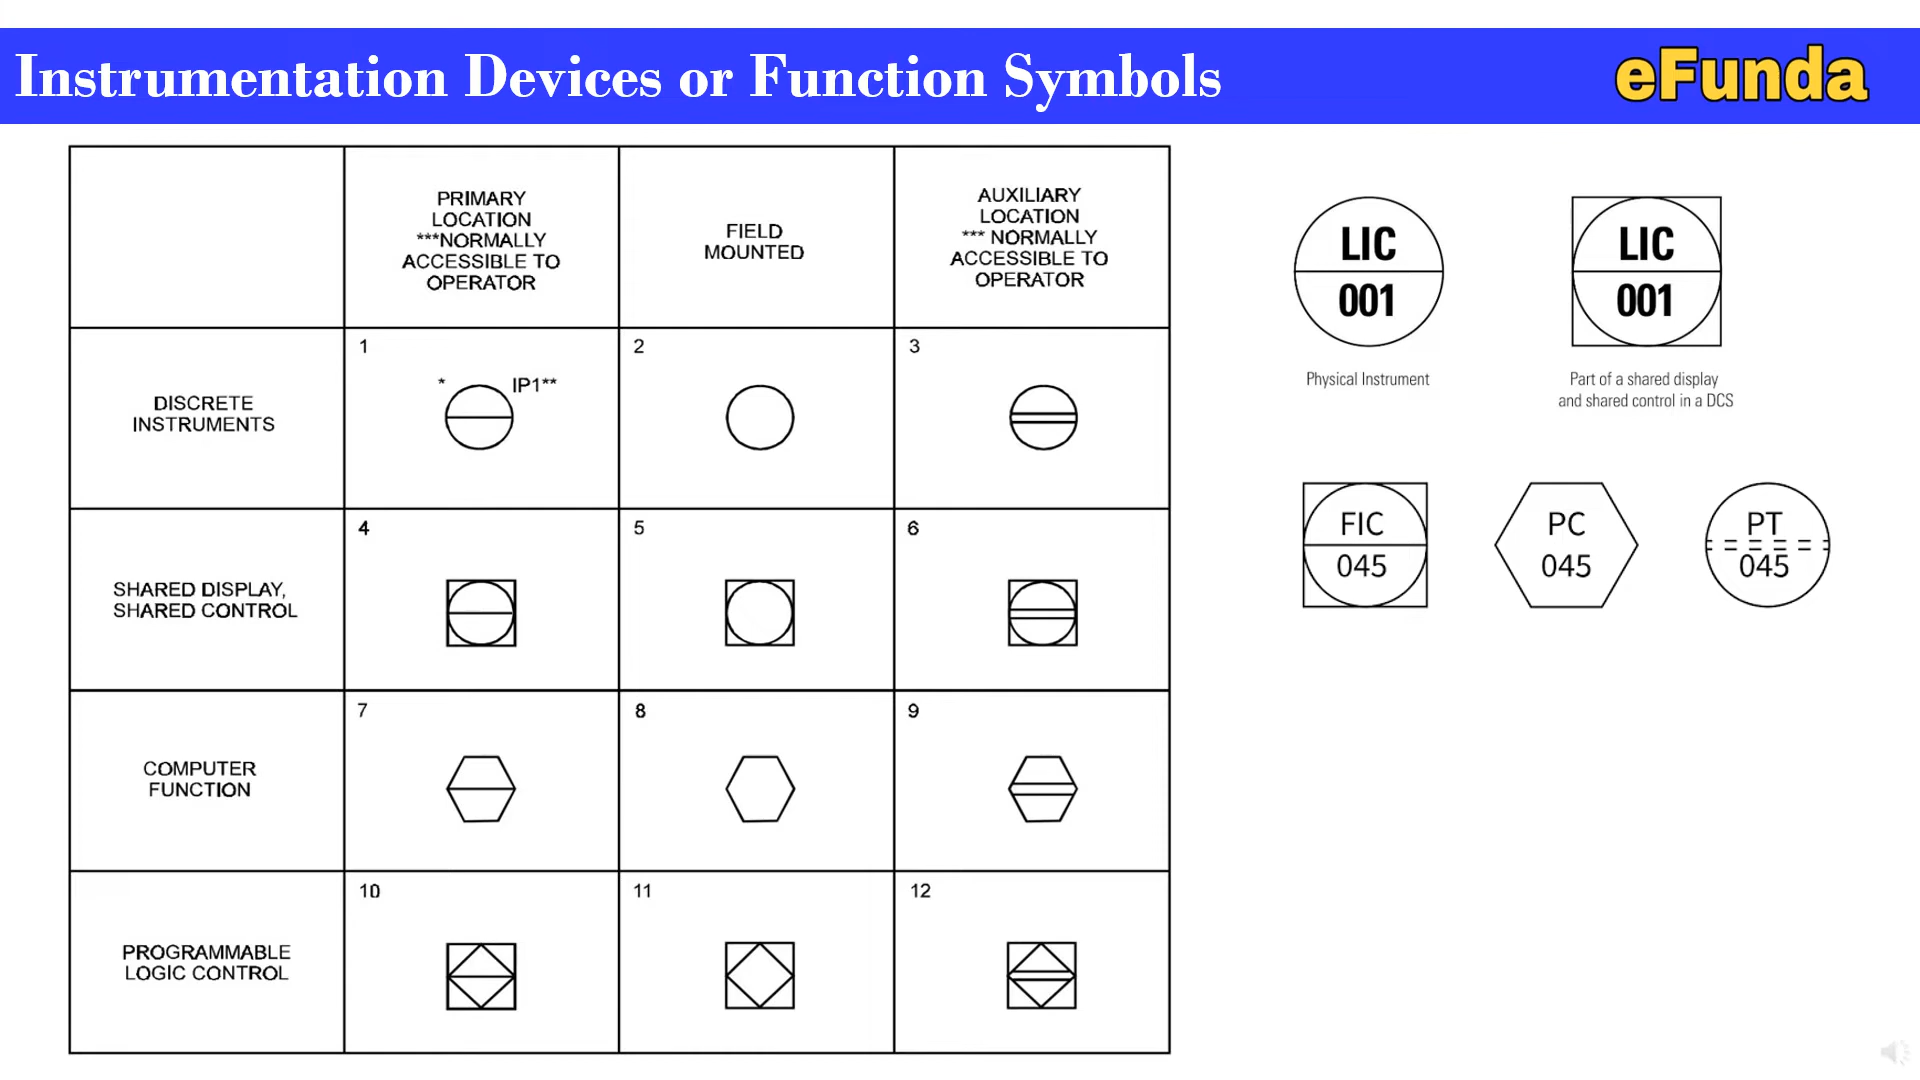 Instrumentation Devices or Function Symbols
eFunda
PRIMARY
LOCATION
***NORMALLY
ACCESSIBLE TO
OPERATOR
FIELD
MOUNTED
AUXILIARY
LOCATION
*** NORMALLY
ACCESSIBLE TO
OPERATOR
DISCRETE
INSTRUMENTS
1
* IP1**
2
3
SHARED DISPLAY,
SHARED CONTROL
4
5
6
COMPUTER
FUNCTION
7
8
9
PROGRAMMABLE
LOGIC CONTROL
10
11
12
LIC
001
Physical Instrument
LIC
001
Part of a shared display
and shared control in a DCS
FIC
045
PC
045
PT
045